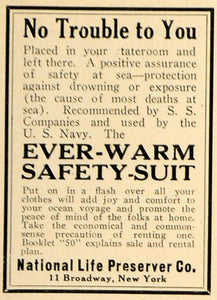 No Trouble to You
Placed in your tateroom and
left there. A positive assurance
of safety at sea—protection
against drowning or exposure
(the cause of most deaths at
sea). Recommended by S. S.
Companies and used by the
U. S. Navy. The
EVER-WARM
SAFETY-SUIT
Put on in a flash over all your
clothes will add joy and comfort to
your ocean voyage and promote the
peace of mind of the folks at home.
Take the economical and common-
sense precaution of renting one.
Booklet "50" explains sale and rental
plan.
National Life Preserver Co.
11 Broadway, New York